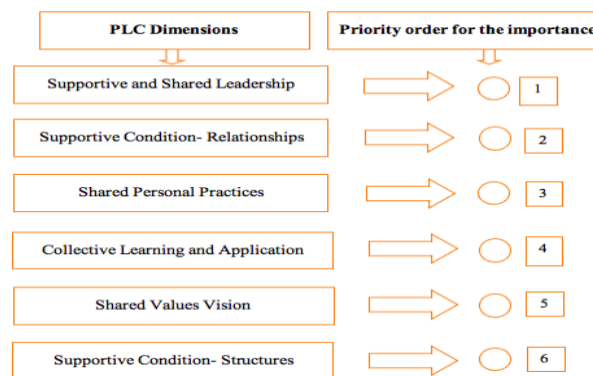 PLC Dimensions Priority order for the importance
Supportive and Shared Leadership 1
Supportive Condition- Relationships 2
Shared Personal Practices 3
Collective Learning and Application 4
Shared Values Vision 5
Supportive Condition- Structures 6